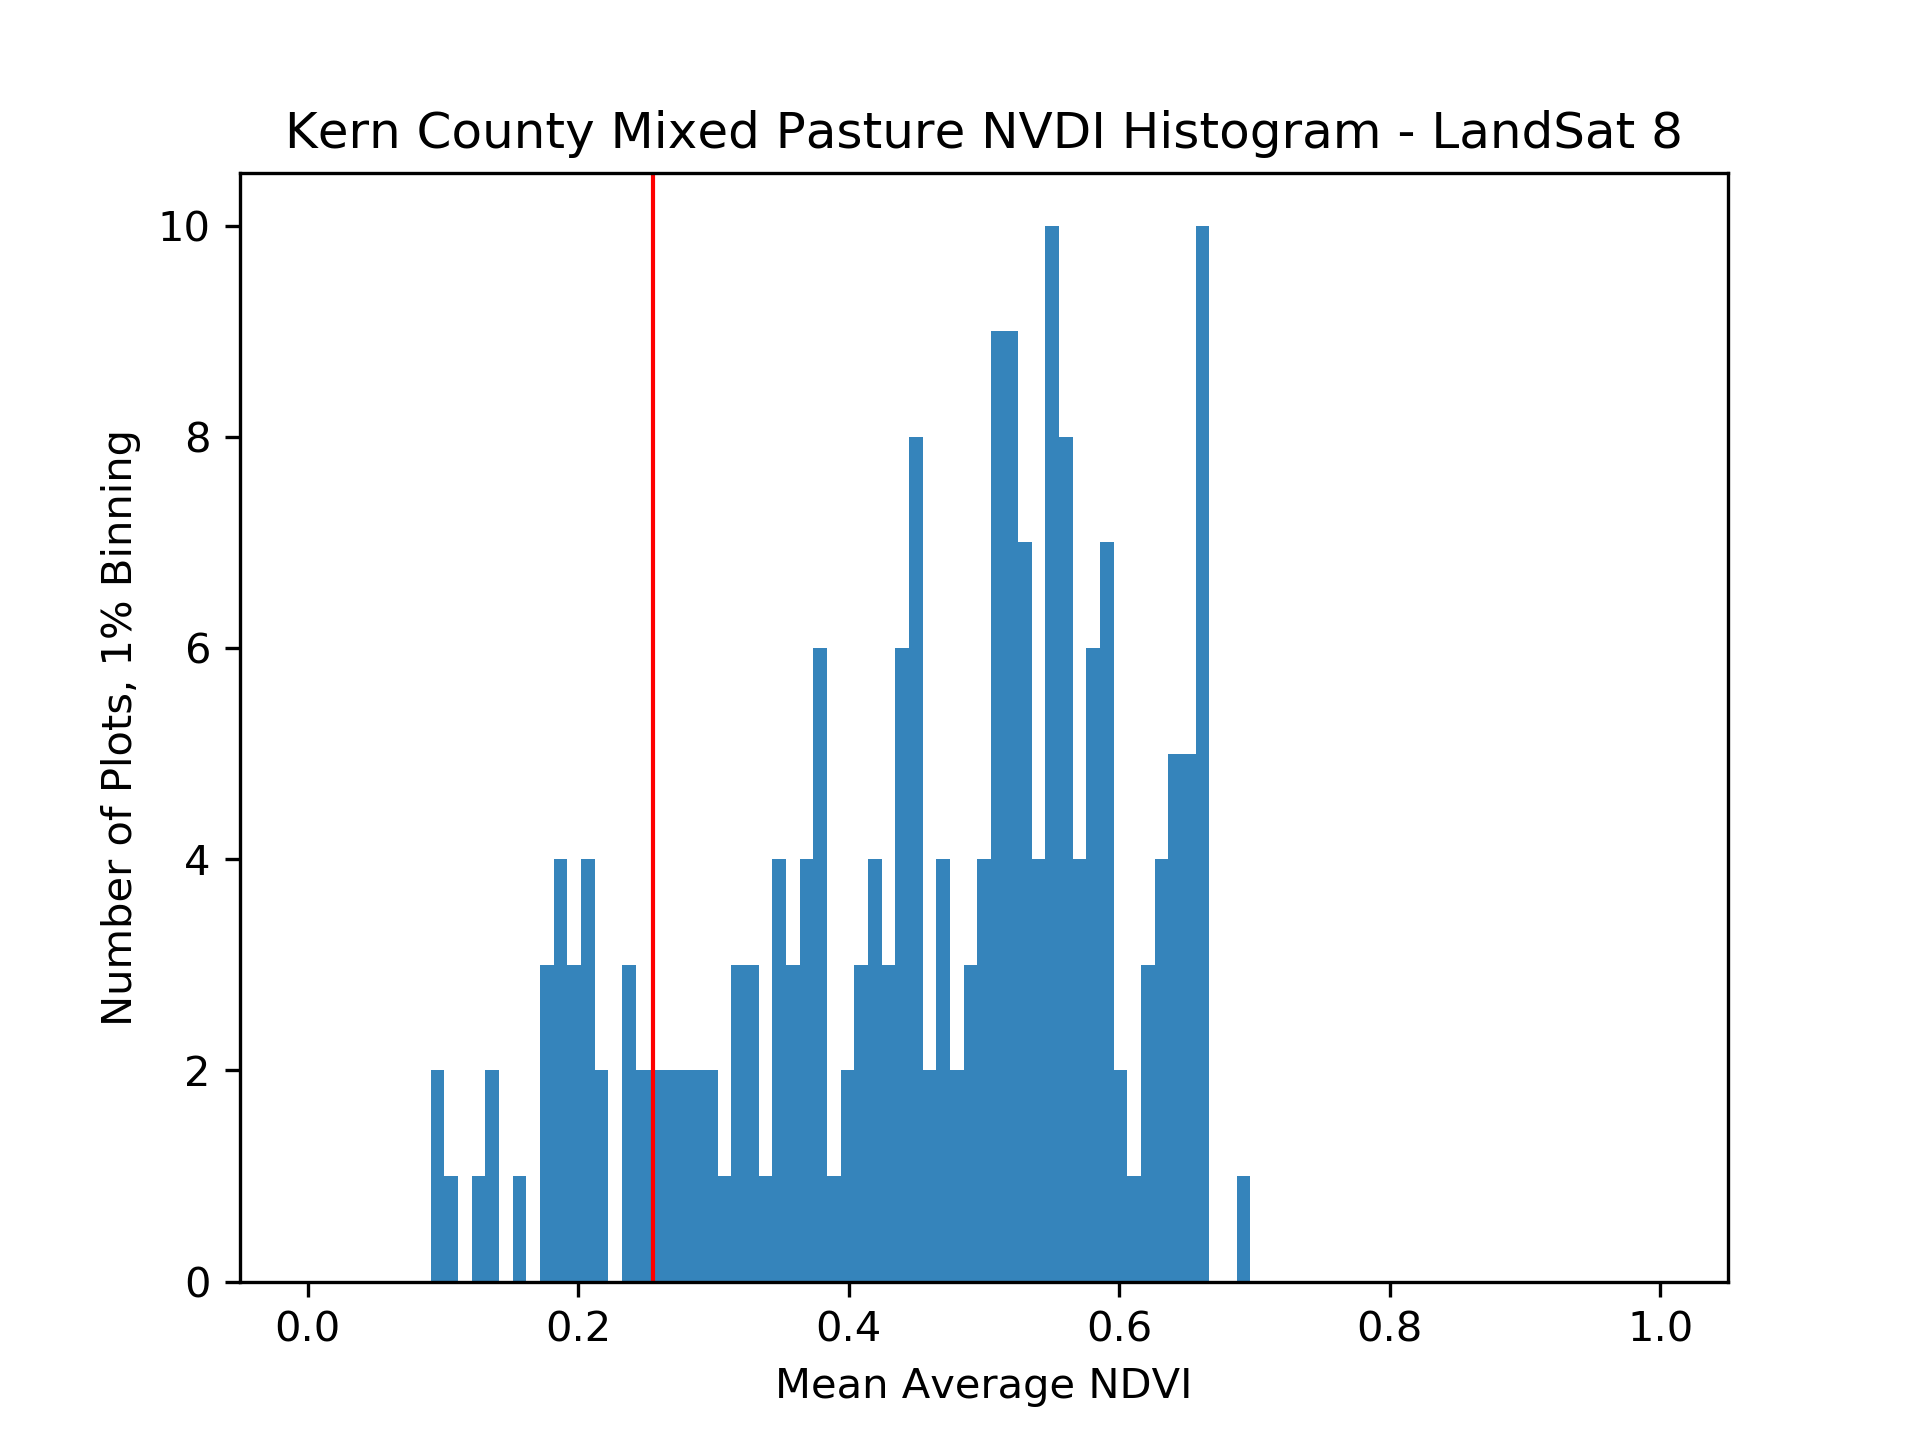 Kern County Mixed Pasture NVDI Histogram - LandSat 8
10
8
6
4
2
0
Number of Plots, 1% Binning
0.0 0.2 0.4 0.6 0.8 1.0
Mean Average NDVI